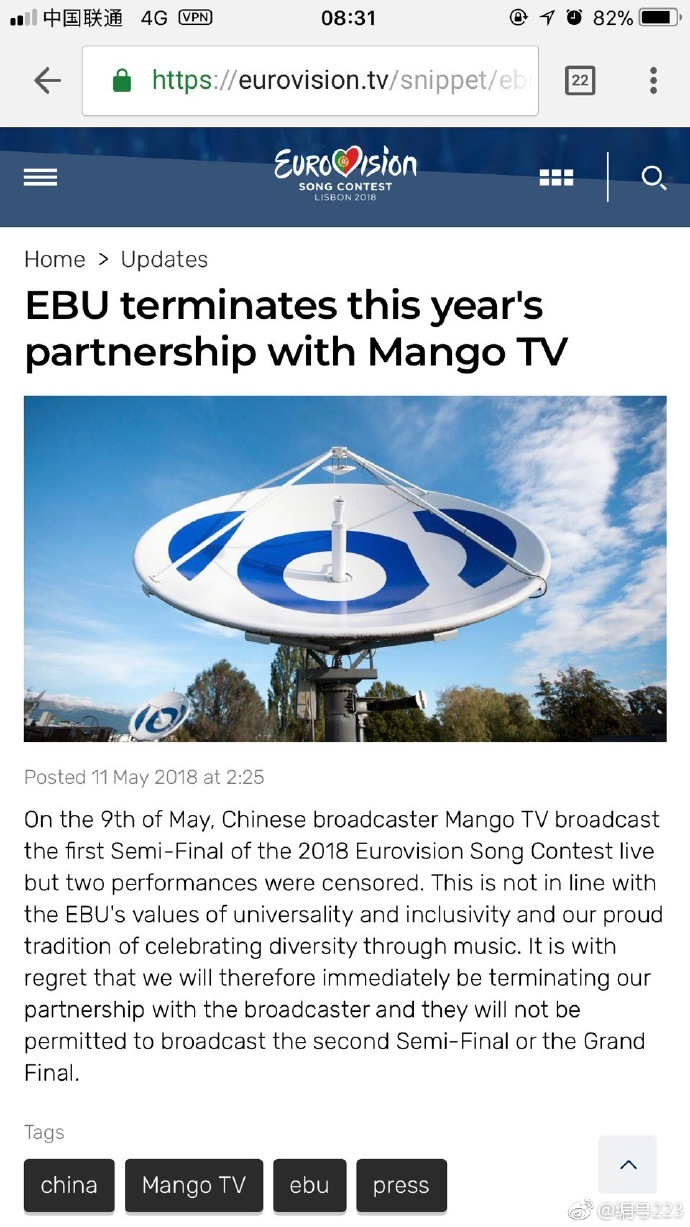 中国联通 4G VPN 08:31 82%
https://eurovision.tv/snippet/eb
22
EUROVISION
SONG CONTEST
LISBON 2018
Home > Updates
EBU terminates this year's
partnership with Mango TV
Posted 11 May 2018 at 2:25
On the 9th of May, Chinese broadcaster Mango TV broadcast
the first Semi-Final of the 2018 Eurovision Song Contest live
but two performances were censored. This is not in line with
the EBU's values of universality and inclusivity and our proud
tradition of celebrating diversity through music. It is with
regret that we will therefore immediately be terminating our
partnership with the broadcaster and they will not be
permitted to broadcast the second Semi-Final or the Grand
Final.
Tags
china Mango TV ebu press
@编号223